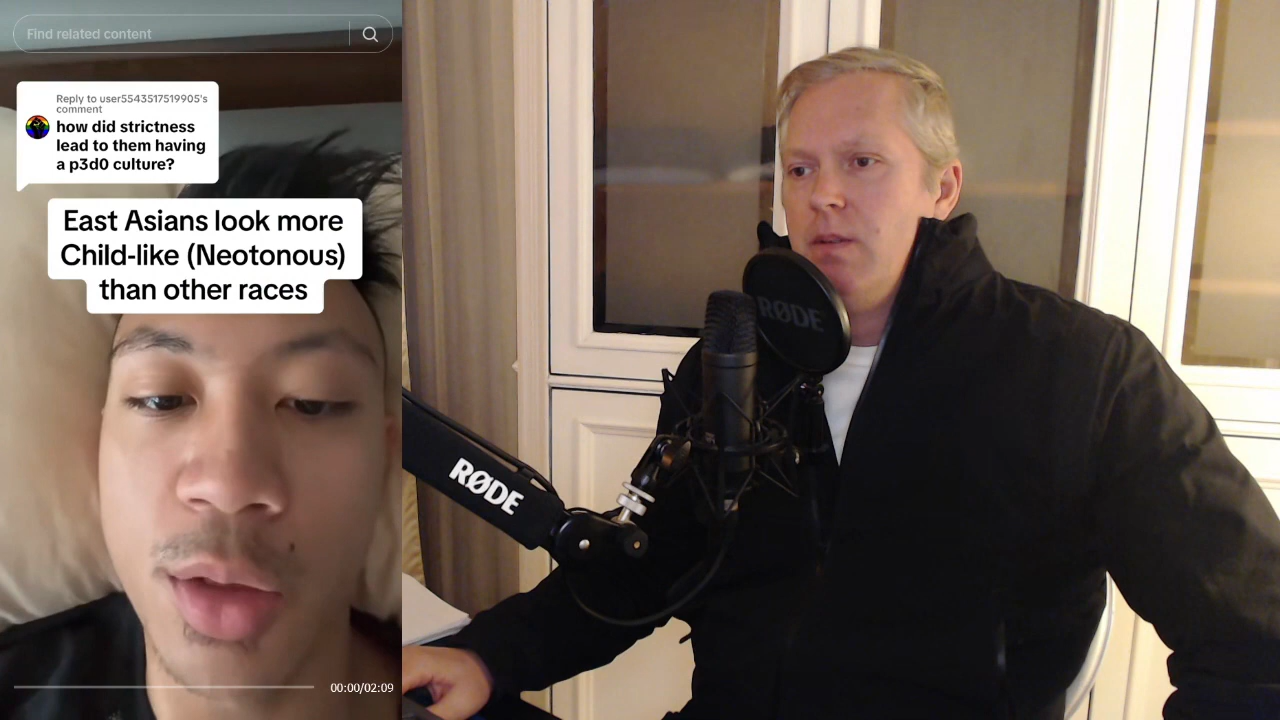 Find related content
Reply to user5543517519905's
comment
how did strictness
lead to them having
a p3d0 culture?
East Asians look more
Child-like (Neotonous)
than other races
RØDE
RØDE
00:00/02:09